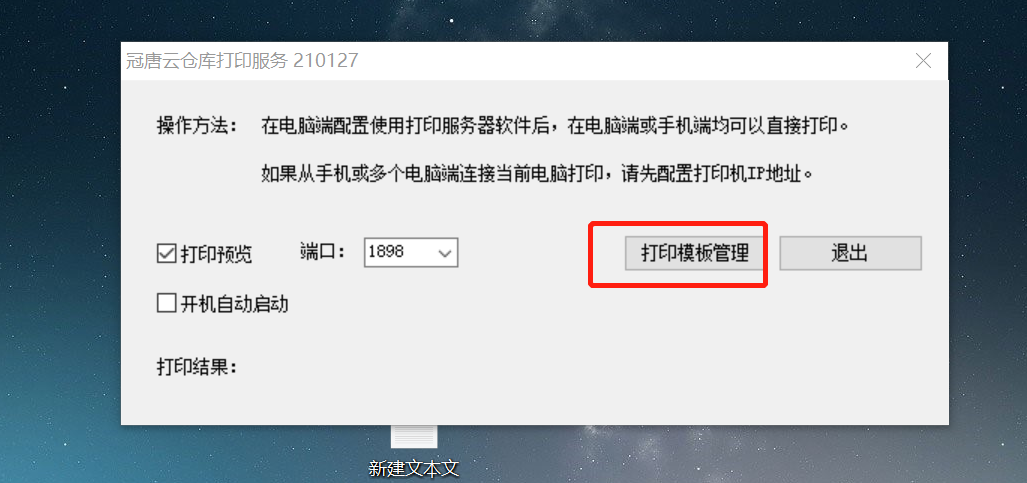 冠唐云仓库打印服务 210127
操作方法： 在电脑端配置使用打印服务器软件后，在电脑端或手机端均可以直接打印。
如果从手机或多个电脑端连接当前电脑打印，请先配置打印机IP地址。
打印预览 端口： 1898 打印模板管理 退出
开机自动启动
打印结果：
新建文本文